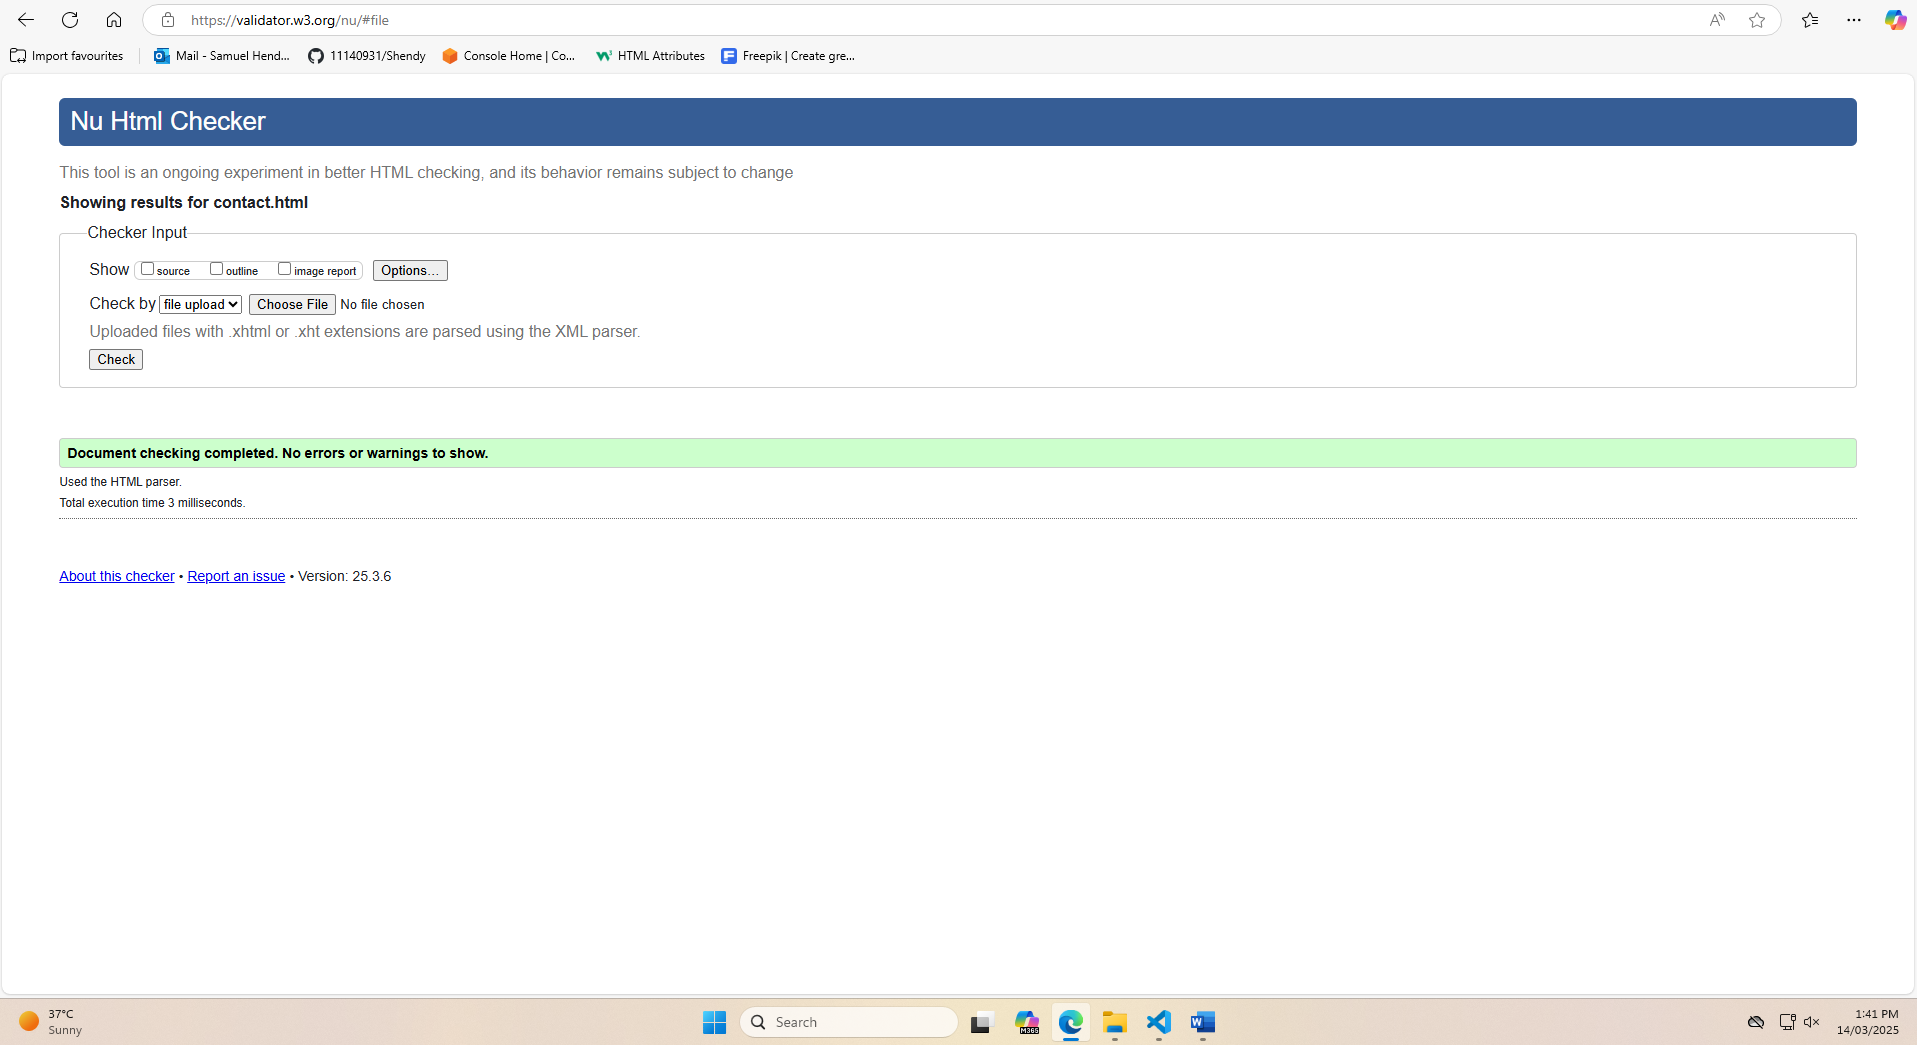 https://validator.w3.org/nu/#file
Import favourites
Mail - Samuel Hend...
11140931/Shendy
Console Home | Co...
HTML Attributes
Freepik | Create gre...
Nu Html Checker
This tool is an ongoing experiment in better HTML checking, and its behavior remains subject to change
Showing results for contact.html
Checker Input
Show source outline image report Options...
Check by file upload Choose File No file chosen
Uploaded files with .xhtml or .xht extensions are parsed using the XML parser.
Check
Document checking completed. No errors or warnings to show.
Used the HTML parser.
Total execution time 3 milliseconds.
About this checker • Report an issue • Version: 25.3.6
37°C
Sunny
Search
M365
1:41 PM
14/03/2025